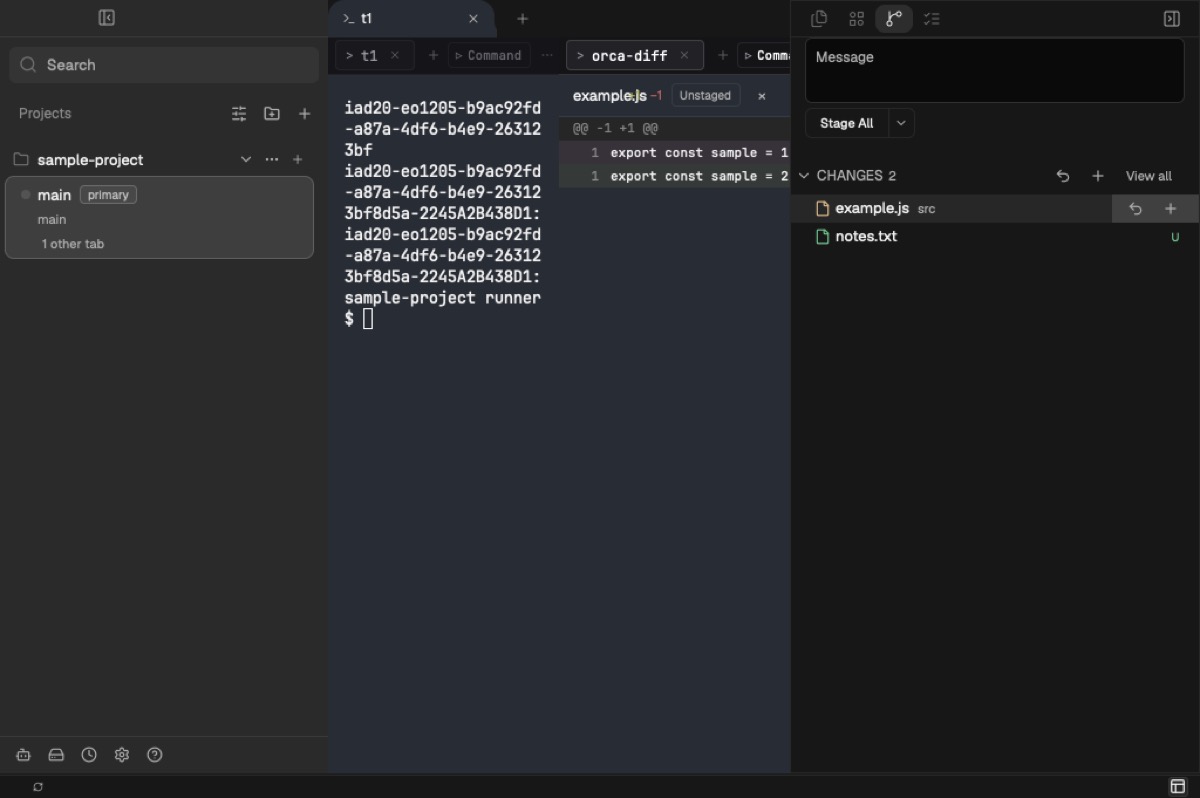 Search
Projects
sample-project
main primary
main
1 other tab
>_ t1
> t1 × + Command ...
iad20-eo1205-b9ac92fd
-a87a-4df6-b4e9-26312
3bf
iad20-eo1205-b9ac92fd
-a87a-4df6-b4e9-26312
3bf8d5a-2245A2B438D1:
iad20-eo1205-b9ac92fd
-a87a-4df6-b4e9-26312
3bf8d5a-2245A2B438D1:
sample-project runner
$
> orca-diff × + Comm
example.js −1 Unstaged ×
@@ -1 +1 @@
1 export const sample = 1
1 export const sample = 2
Message
Stage All
CHANGES 2 View all
example.js src
notes.txt U